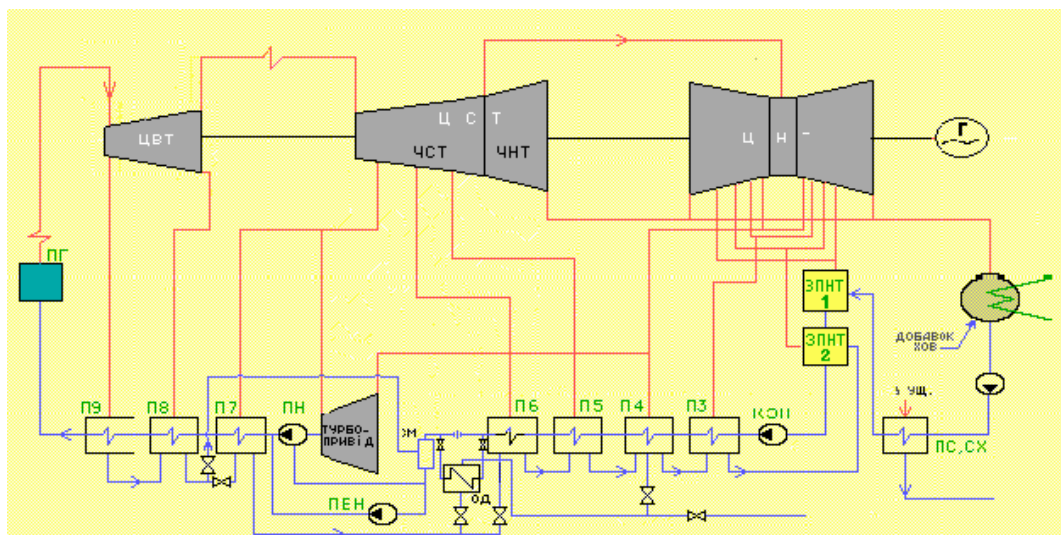 Ц С Т
ЦВТ
ЧСТ
ЧНТ
Ц Н
Г
ПГ
ЗПНТ
1
ДОБАВОК
ХОВ
ЗПНТ
2
П9
П8
П7
ПН
ТУРБО-
ПРИВІД
П6
П5
П4
П3
КЭП
З УЩ.
ПС,СХ
ОД
ПЕН